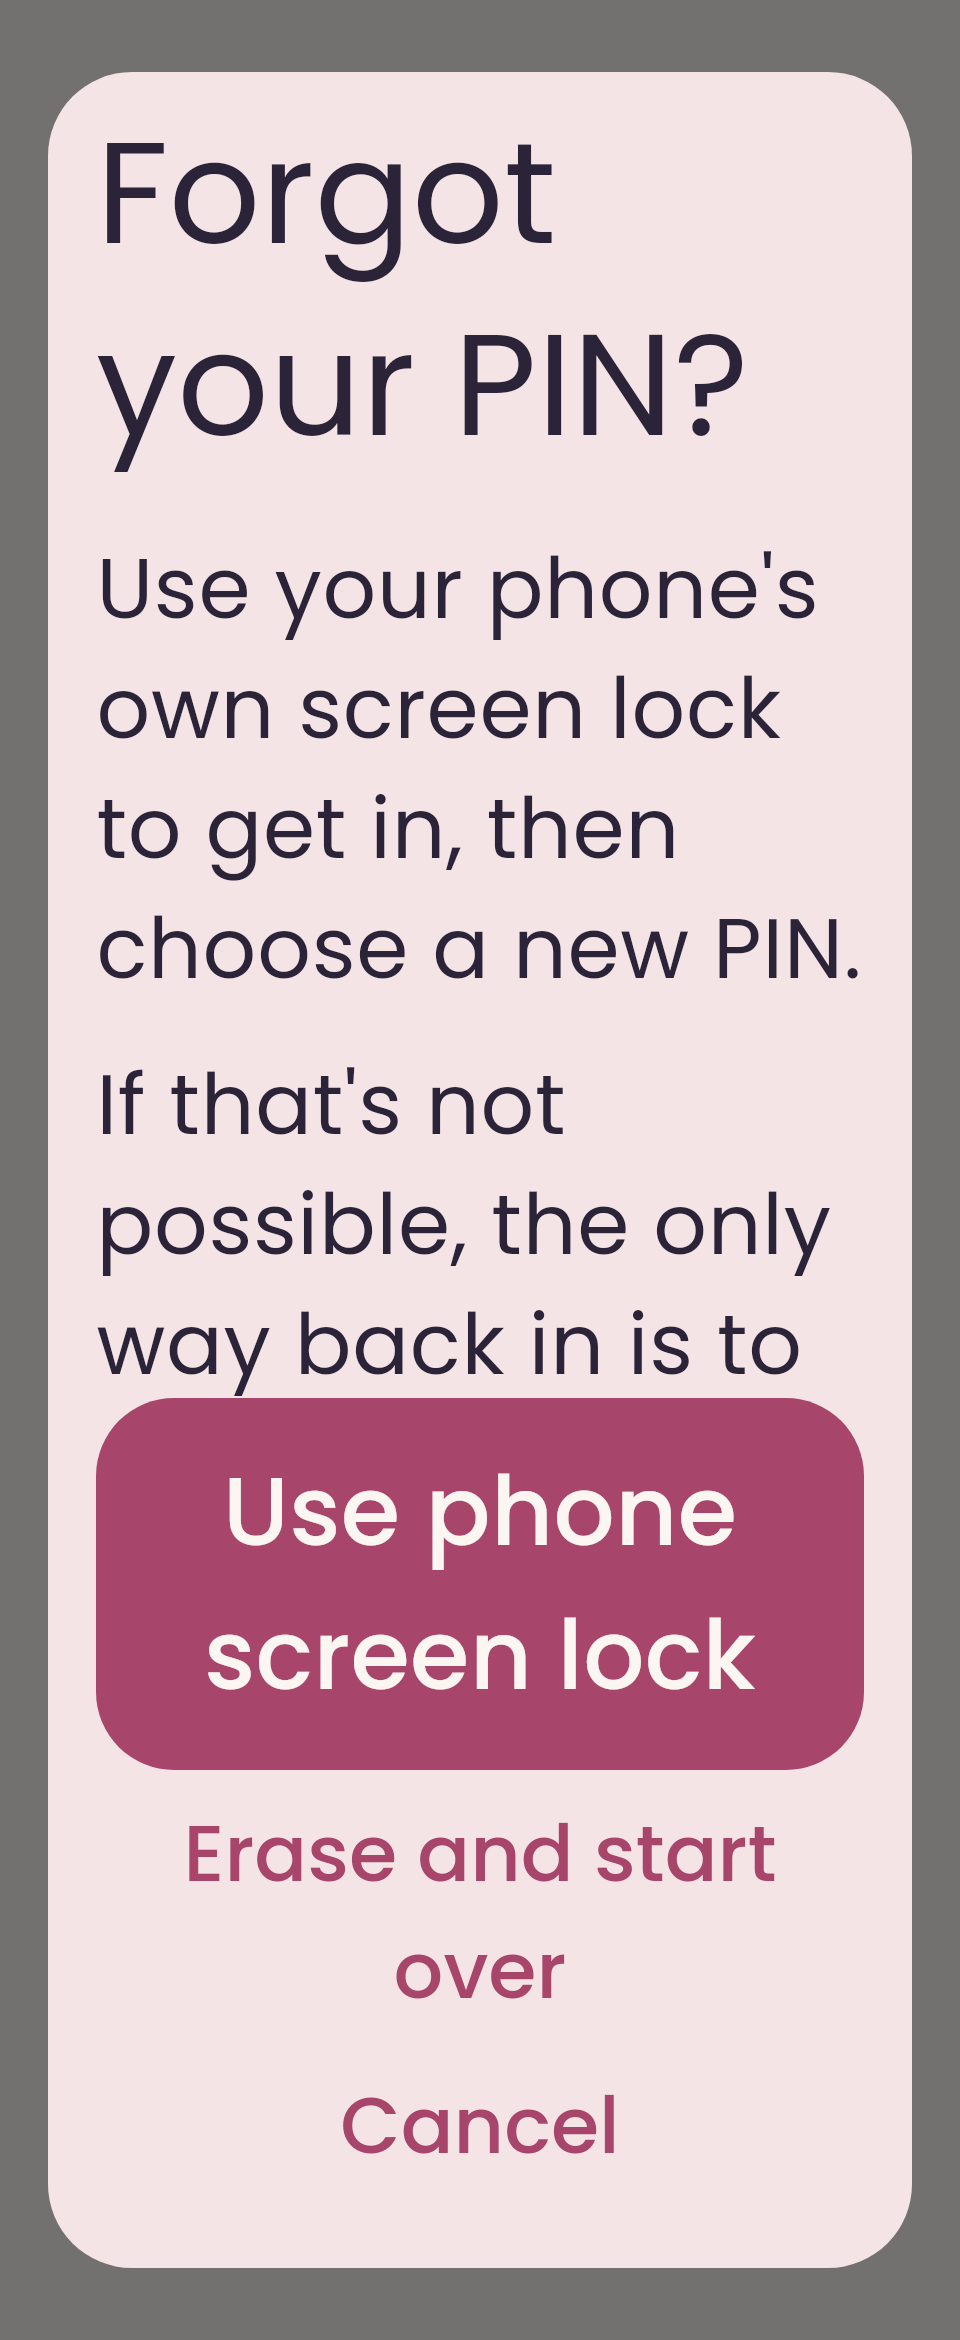 Forgot
your PIN?
Use your phone's
own screen lock
to get in, then
choose a new PIN.
If that's not
possible, the only
way back in is to
Use phone
screen lock
Erase and start
over
Cancel